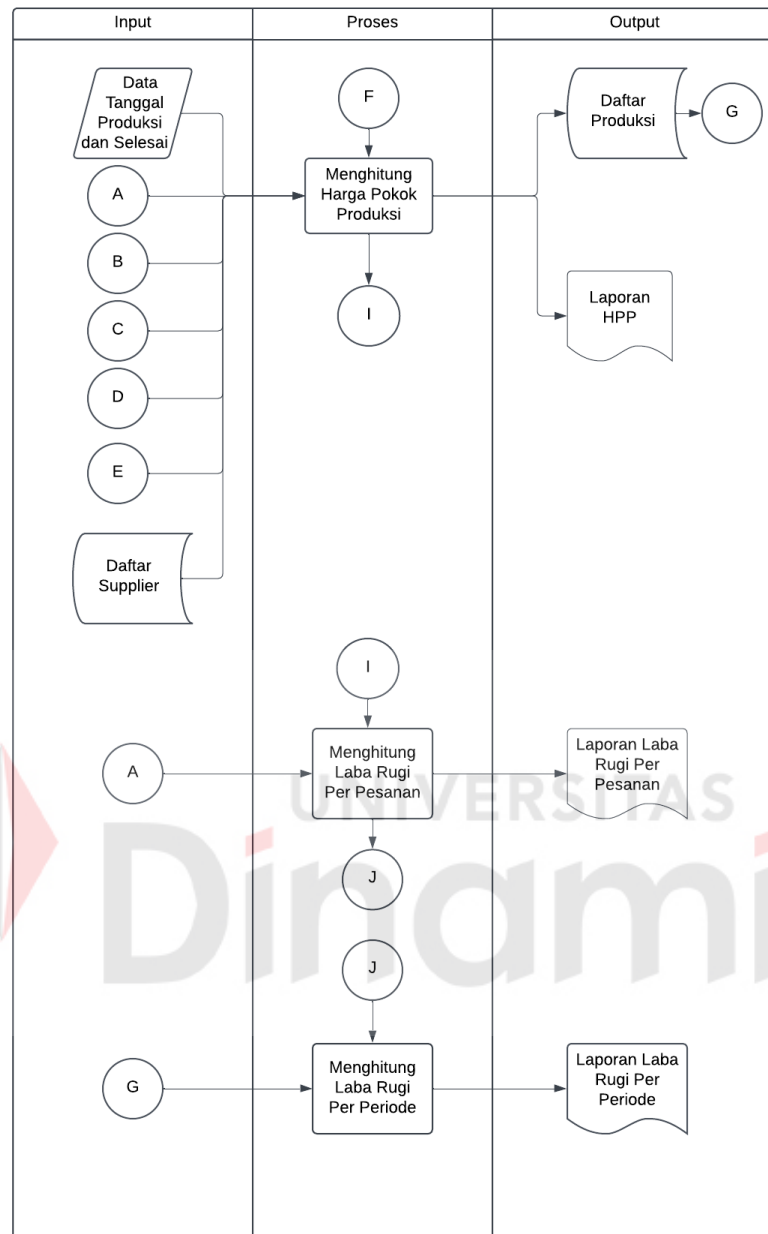 Input
Proses
Output
Data
Tanggal
Produksi
dan Selesai
A
B
C
D
E
Daftar
Supplier
F
Menghitung
Harga Pokok
Produksi
I
Daftar
Produksi
G
Laporan
HPP
I
A
Menghitung
Laba Rugi
Per Pesanan
Laporan Laba
Rugi Per
Pesanan
J
J
G
Menghitung
Laba Rugi
Per Periode
Laporan Laba
Rugi Per
Periode
UNIVERSITAS
Dinami